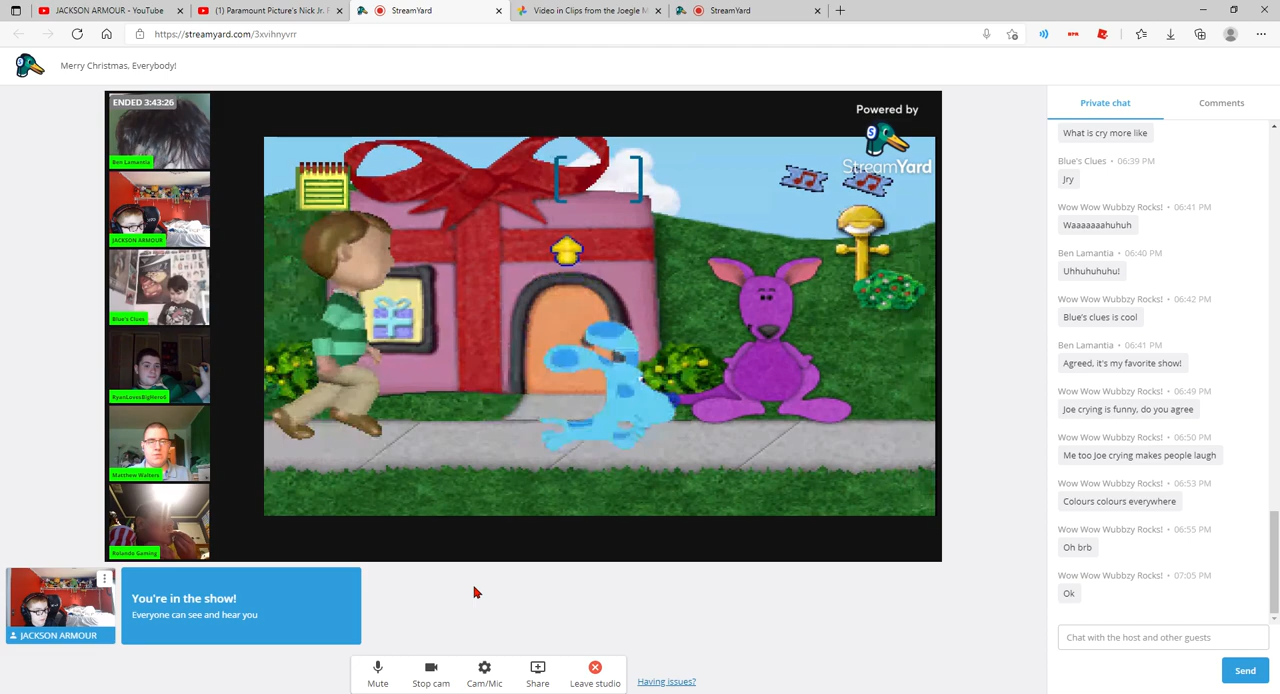 JACKSON ARMOUR - YouTube
(1) Paramount Picture's Nick Jr. F
StreamYard
Video in Clips from the Joegle M
StreamYard
https://streamyard.com/3xvihnyvrr
Merry Christmas, Everybody!
Private chat
Comments
ENDED 3:43:26
Ben Lamantia
JACKSON ARMOUR
Blue's Clues
RyanLovesBigHero6
Matthew Walters
Rolando Gaming
Powered by
StreamYard
What is cry more like
Blue's Clues • 06:39 PM
Jry
Wow Wow Wubbzy Rocks! • 06:41 PM
Waaaaaaahuhuh
Ben Lamantia • 06:40 PM
Uhhuhuhuhu!
Wow Wow Wubbzy Rocks! • 06:42 PM
Blue's clues is cool
Ben Lamantia • 06:41 PM
Agreed, it's my favorite show!
Wow Wow Wubbzy Rocks! • 06:49 PM
Joe crying is funny, do you agree
Wow Wow Wubbzy Rocks! • 06:50 PM
Me too Joe crying makes people laugh
Wow Wow Wubbzy Rocks! • 06:53 PM
Colours colours everywhere
Wow Wow Wubbzy Rocks! • 06:55 PM
Oh brb
Wow Wow Wubbzy Rocks! • 07:05 PM
Ok
Chat with the host and other guests
Send
JACKSON ARMOUR
You're in the show!
Everyone can see and hear you
Mute
Stop cam
Cam/Mic
Share
Leave studio
Having issues?